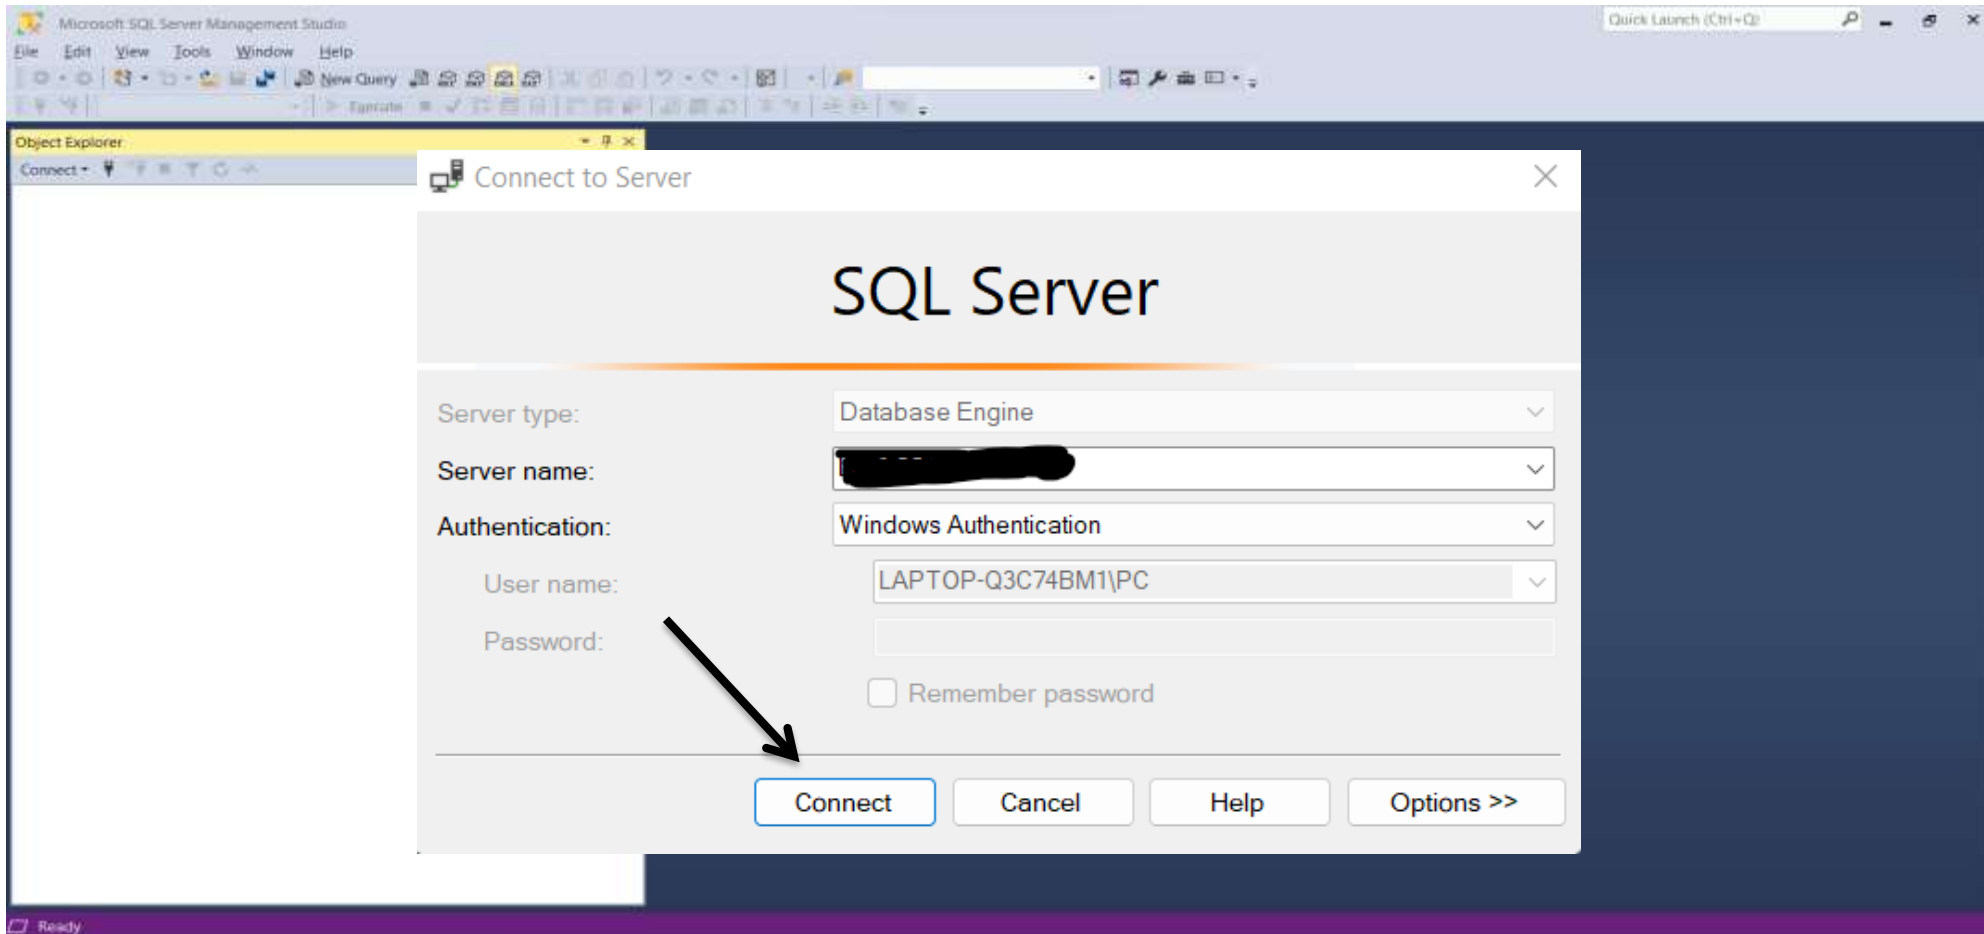 Microsoft SQL Server Management Studio
Quick Launch (Ctrl+Q)
File Edit View Tools Window Help
New Query
Execute
Object Explorer
Connect
Connect to Server
SQL Server
Server type: Database Engine
Server name:
Authentication: Windows Authentication
User name: LAPTOP-Q3C74BM1\PC
Password:
Remember password
Connect Cancel Help Options >>
Ready